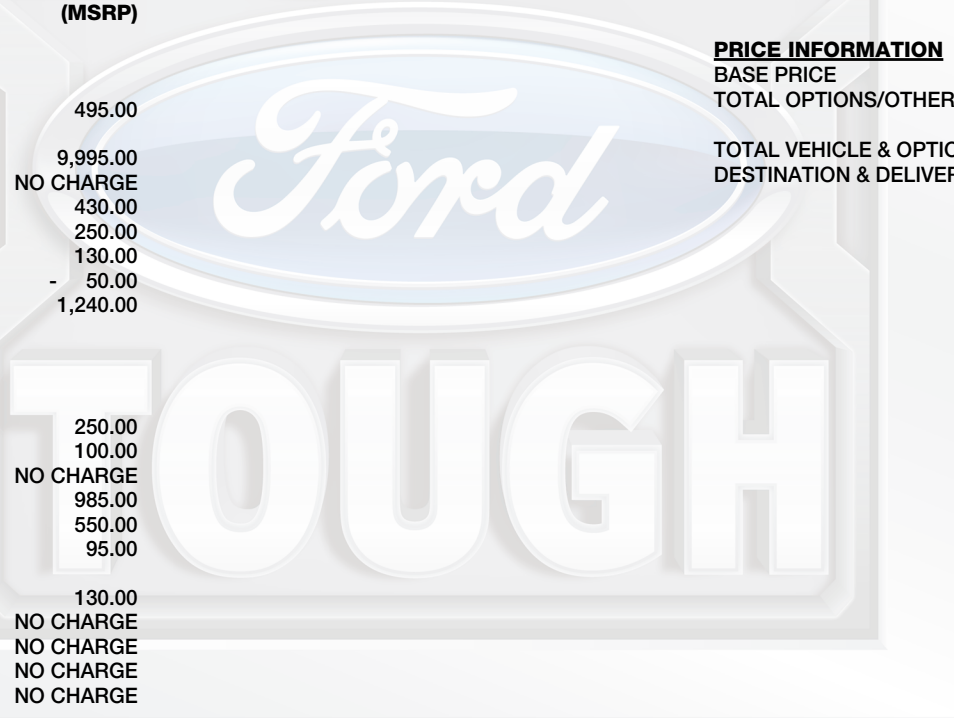 (MSRP)
495.00
9,995.00
NO CHARGE
430.00
250.00
130.00
- 50.00
1,240.00
250.00
100.00
NO CHARGE
985.00
550.00
95.00
130.00
NO CHARGE
NO CHARGE
NO CHARGE
NO CHARGE
PRICE INFORMATION
BASE PRICE
TOTAL OPTIONS/OTHER
TOTAL VEHICLE & OPTIO
DESTINATION & DELIVER
Ford
TOUGH